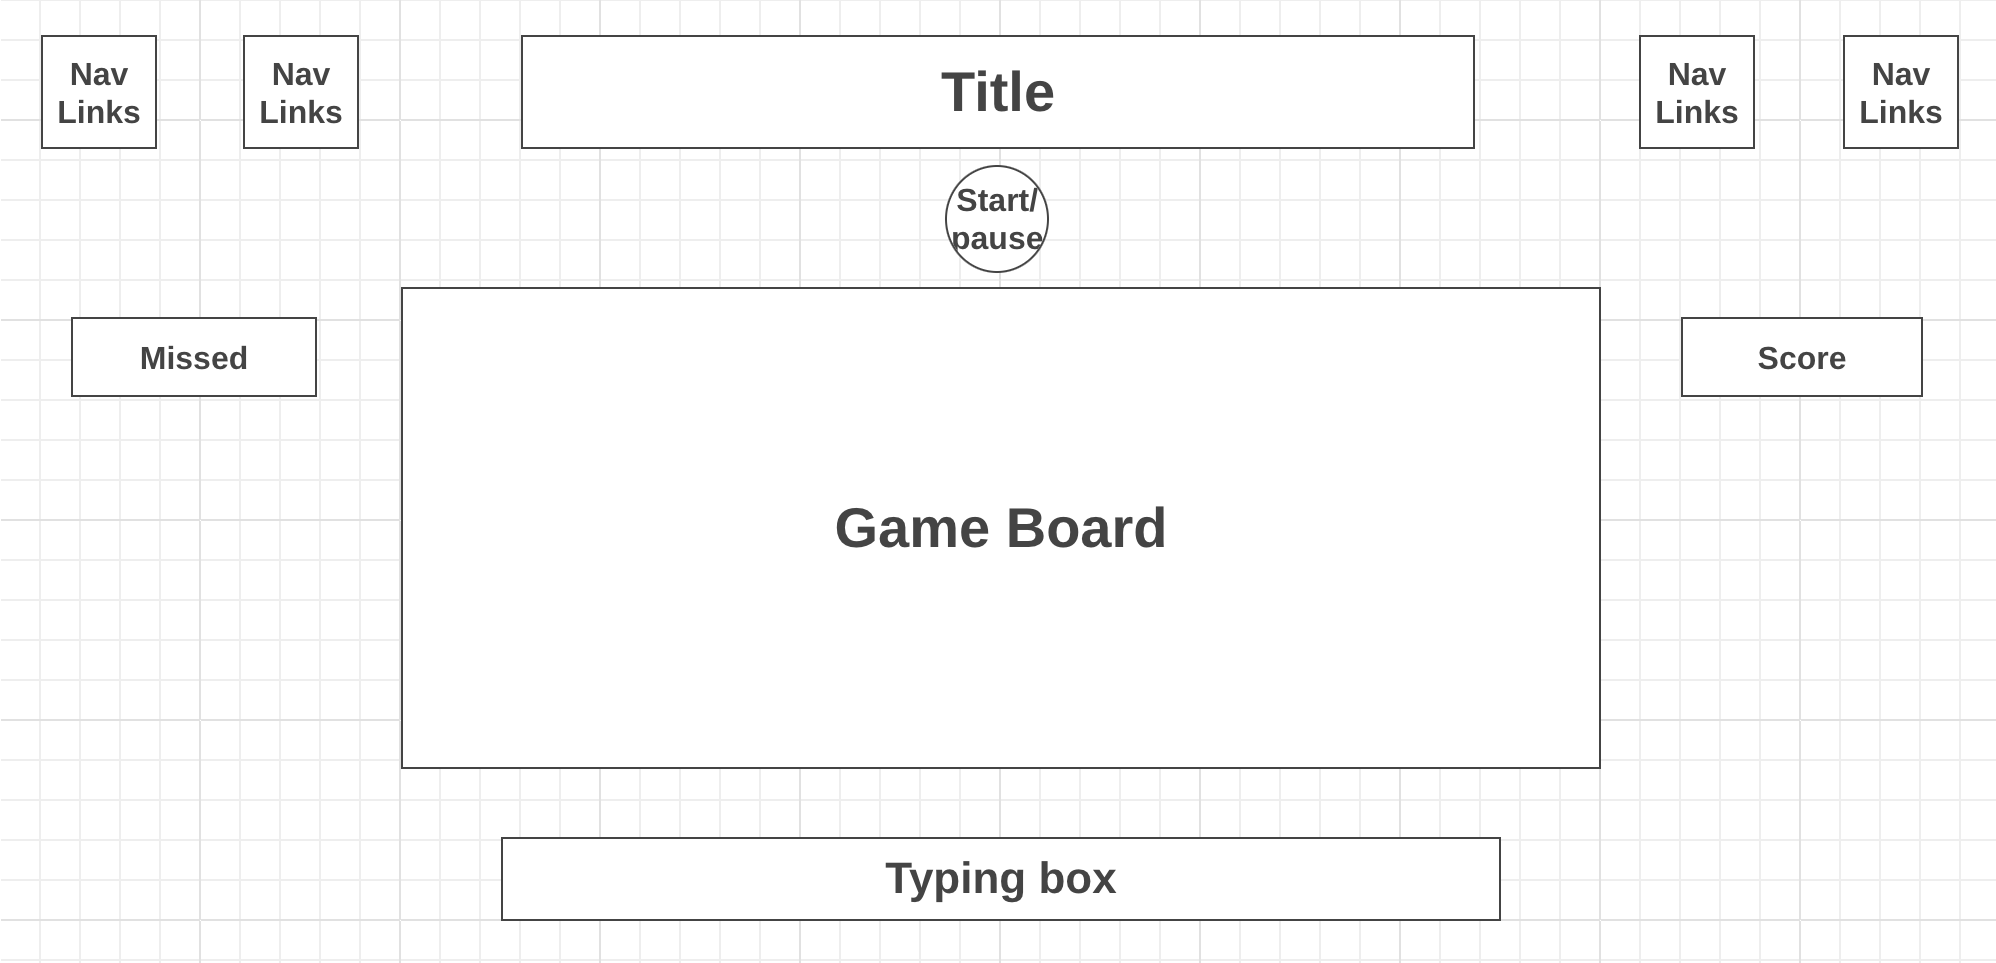 Nav
Links
Nav
Links
Title
Nav
Links
Nav
Links
Start/
pause
Missed
Score
Game Board
Typing box